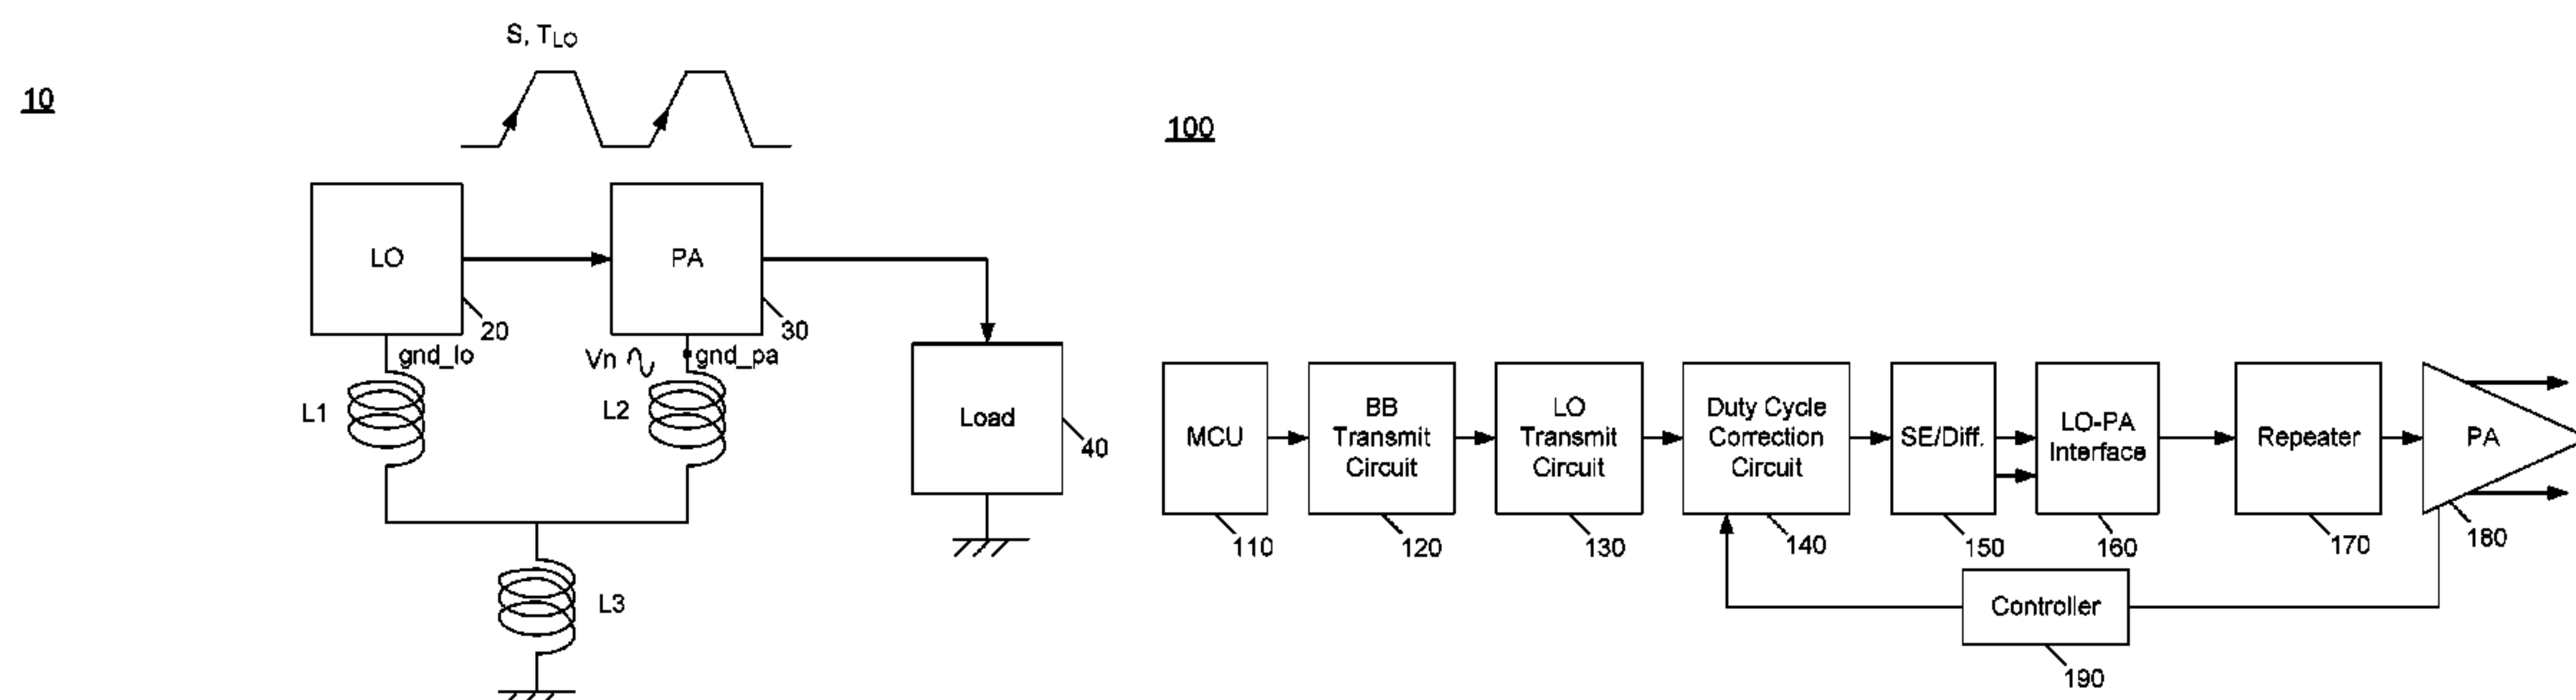 S, TLO
10
LO
PA
20
30
gnd_lo
Vn
gnd_pa
L1
L2
Load
40
L3
100
MCU
BB
Transmit
Circuit
LO
Transmit
Circuit
Duty Cycle
Correction
Circuit
SE/Diff.
LO-PA
Interface
Repeater
PA
110
120
130
140
150
160
170
180
Controller
190